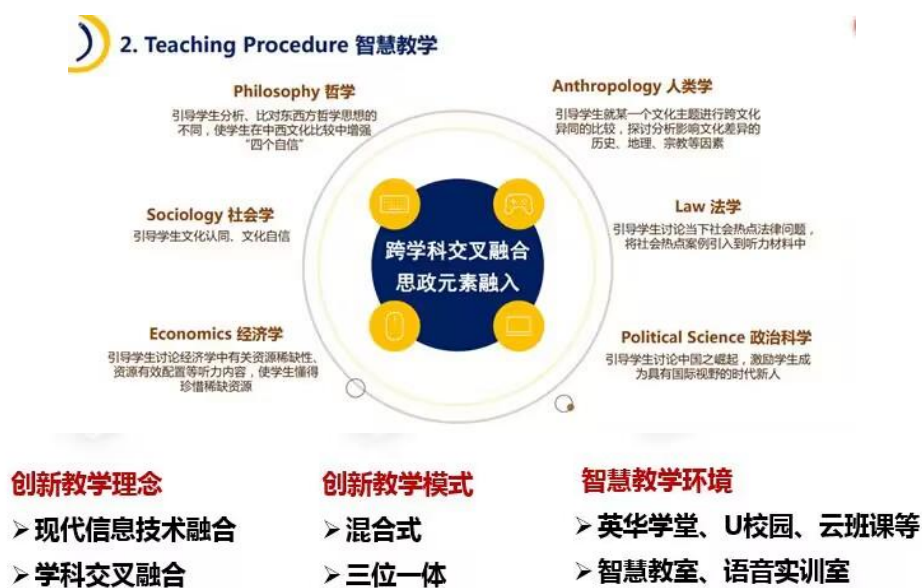 2. Teaching Procedure 智慧教学
Philosophy 哲学
引导学生分析、比对东西方哲学思想的
不同，使学生在中西文化比较中增强
“四个自信”
Anthropology 人类学
引导学生就某一个文化主题进行跨文化
异同的比较，探讨分析影响文化差异的
历史、地理、宗教等因素
Sociology 社会学
引导学生文化认同、文化自信
Law 法学
引导学生讨论当下社会热点法律问题，
将社会热点案例引入到听力材料中
跨学科交叉融合
思政元素融入
Economics 经济学
引导学生讨论经济学中有关资源稀缺性、
资源有效配置等听力内容，使学生懂得
珍惜稀缺资源
Political Science 政治科学
引导学生讨论中国之崛起，激励学生成
为具有国际视野的时代新人
创新教学理念
➢现代信息技术融合
➢学科交叉融合
创新教学模式
➢混合式
➢三位一体
智慧教学环境
➢英华学堂、U校园、云班课等
➢智慧教室、语音实训室